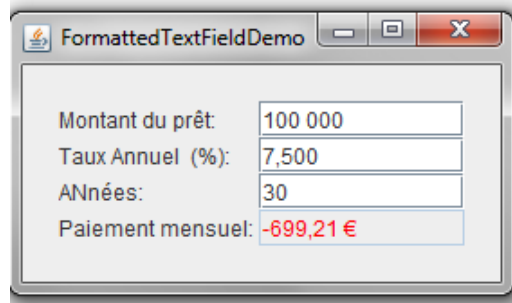 FormattedTextFieldDemo
Montant du prêt: 100 000
Taux Annuel (%): 7,500
ANnées: 30
Paiement mensuel: -699,21 €